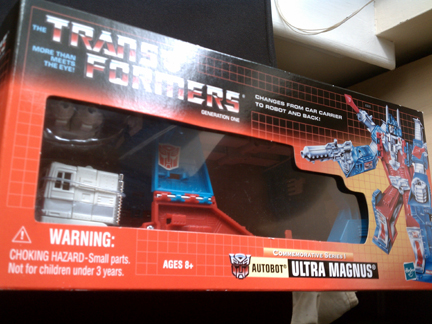 THE
TRANS
FORMERS
MORE THAN
MEETS
THE EYE!
GENERATION ONE
CHANGES FROM CAR CARRIER
TO ROBOT AND BACK!
WARNING:
CHOKING HAZARD-Small parts.
Not for children under 3 years.
AGES 8+
COMMEMORATIVE SERIES I
AUTOBOT ULTRA MAGNUS
Hasbro